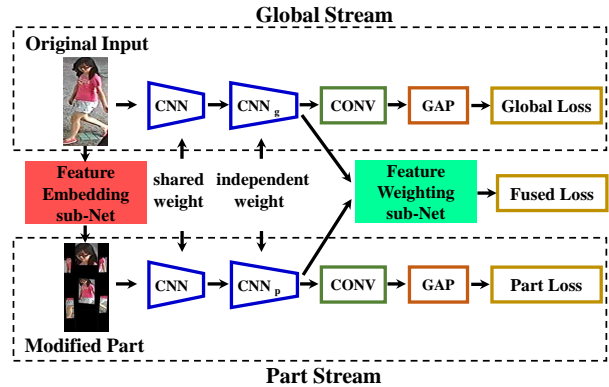 Global Stream
Original Input
CNN
CNN g
CONV
GAP
Global Loss
Feature
Embedding
sub-Net
shared
weight
independent
weight
Feature
Weighting
sub-Net
Fused Loss
CNN
CNN p
CONV
GAP
Part Loss
Modified Part
Part Stream